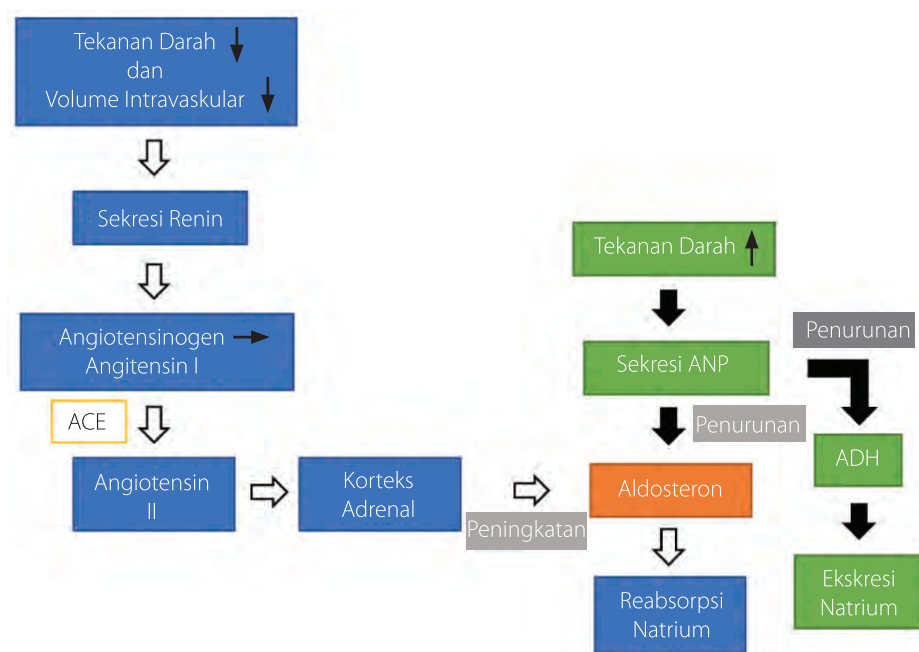 Tekanan Darah
dan
Volume Intravaskular
Sekresi Renin
Angiotensinogen
Angitensin I
ACE
Angiotensin
II
Korteks
Adrenal
Peningkatan
Tekanan Darah
Sekresi ANP
Penurunan
Penurunan
Aldosteron
ADH
Reabsorpsi
Natrium
Ekskresi
Natrium